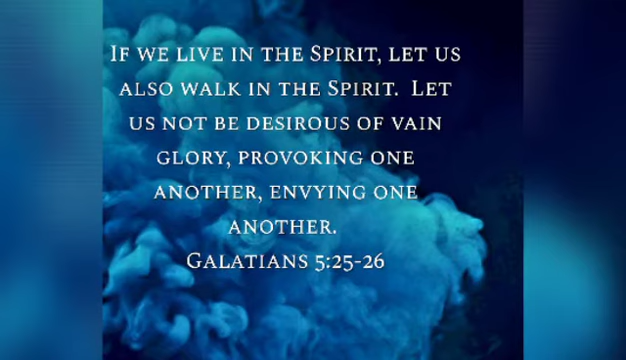 If we live in the Spirit, let us
also walk in the Spirit. Let
us not be desirous of vain
glory, provoking one
another, envying one
another.
Galatians 5:25-26